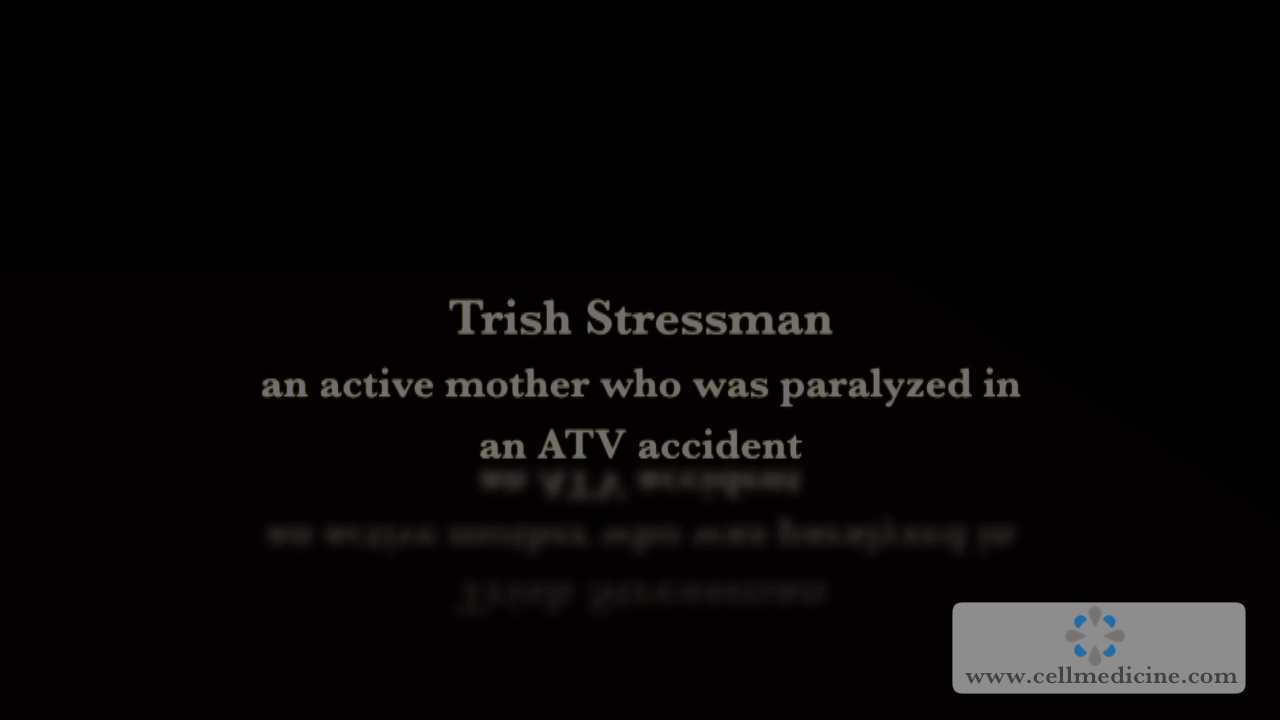 Trish Stressman
an active mother who was paralyzed in
an ATV accident
www.cellmedicine.com